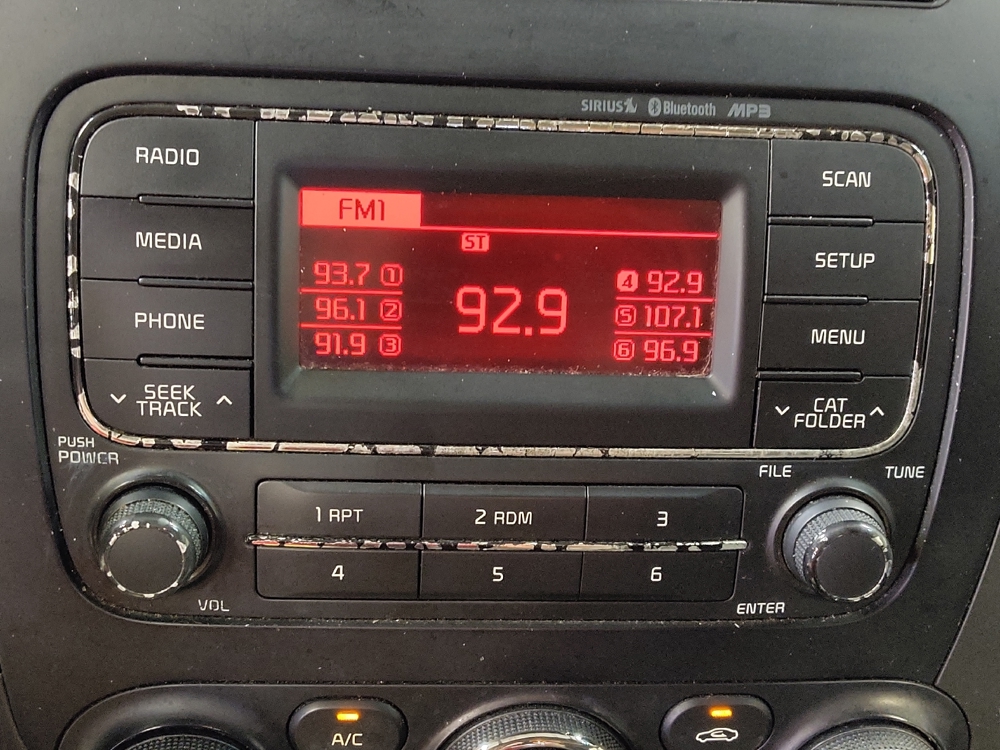 SIRIUS Bluetooth MP3
RADIO
MEDIA
PHONE
SEEK
TRACK
FM1
ST
93.7 1
96.1 2
91.9 3
92.9
4 92.9
5 107.1
6 96.9
SCAN
SETUP
MENU
CAT
FOLDER
PUSH
POWER
VOL
1 RPT
2 RDM
3
4
5
6
FILE
TUNE
ENTER
A/C